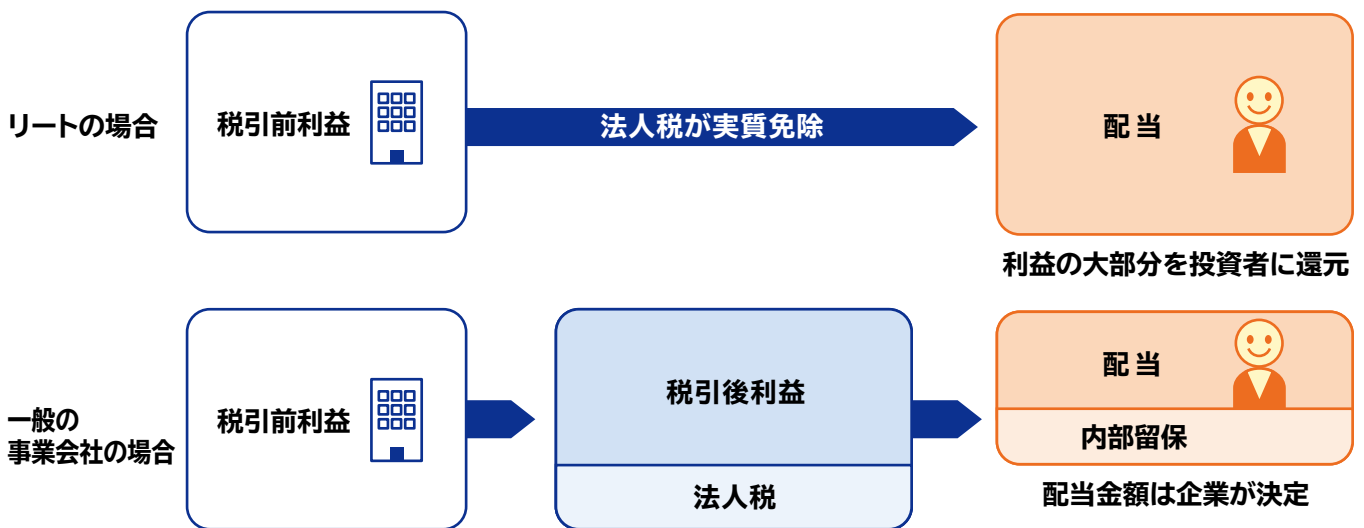 リートの場合
税引前利益
法人税が実質免除
配当
利益の大部分を投資者に還元
一般の
事業会社の場合
税引前利益
税引後利益
法人税
配当
内部留保
配当金額は企業が決定